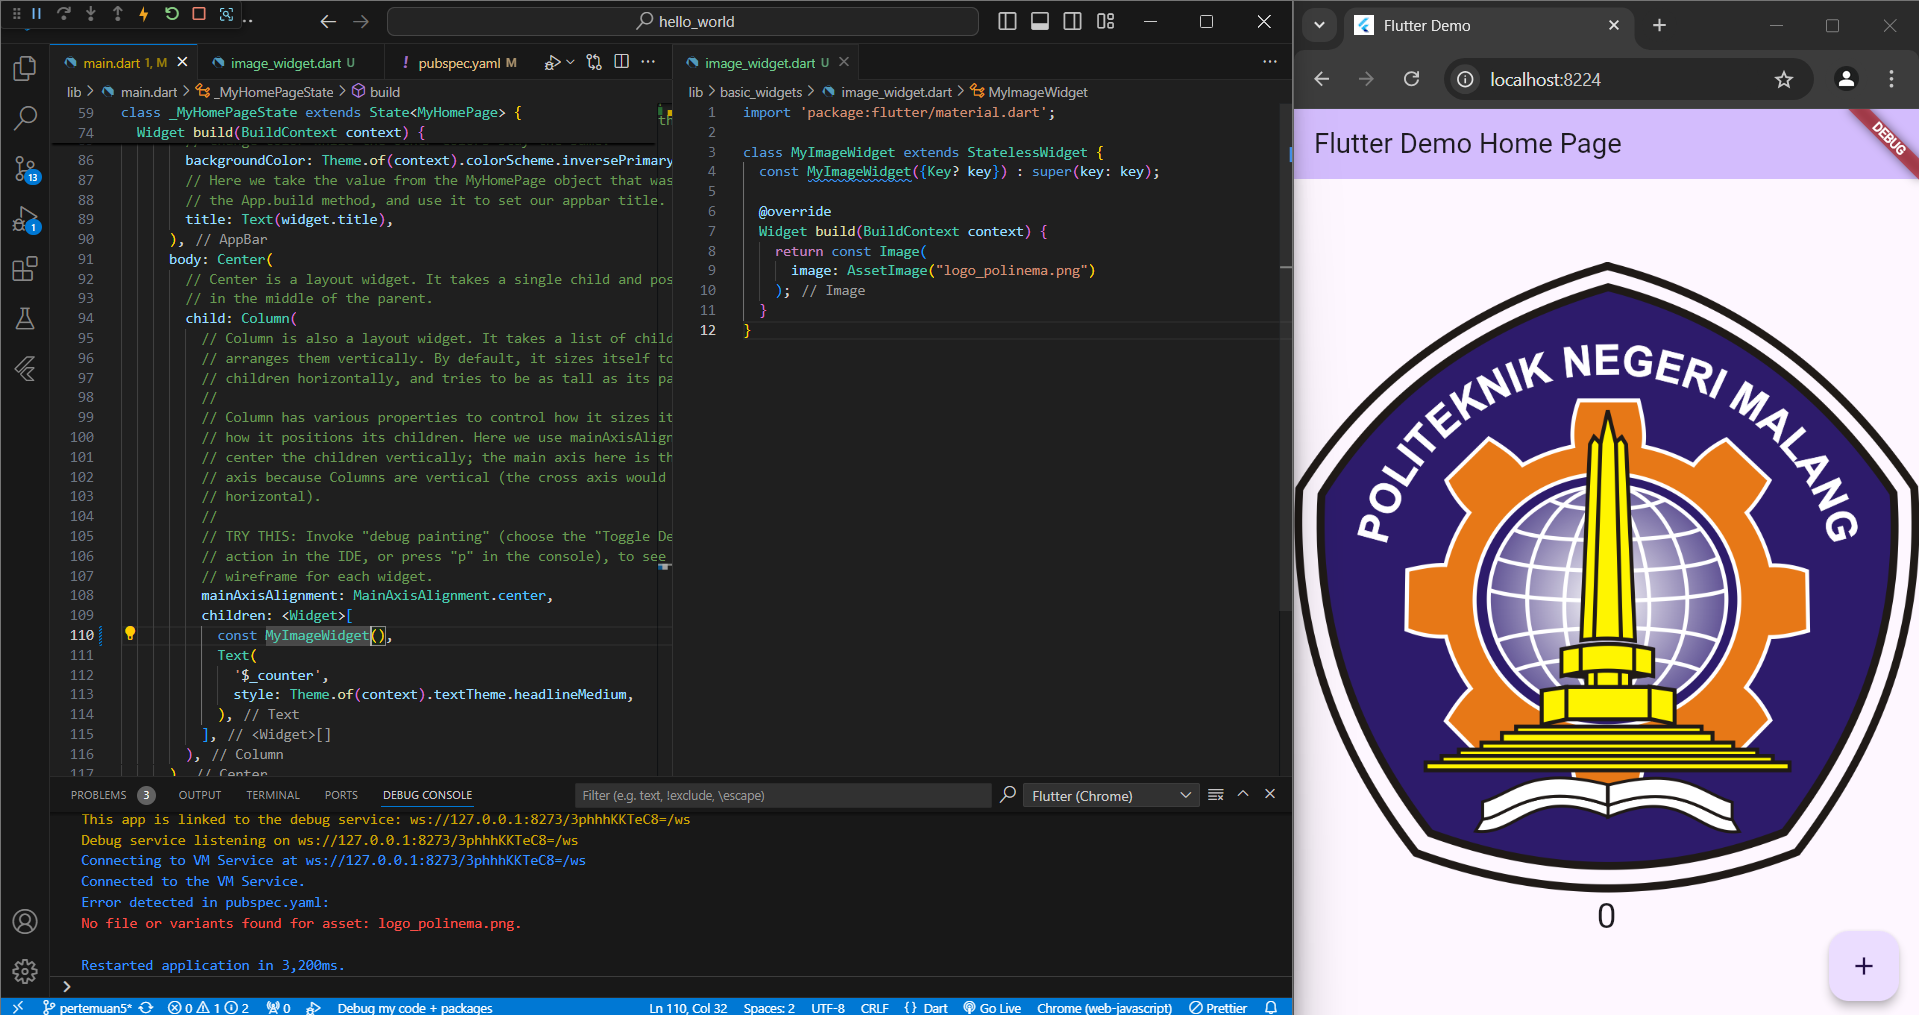 hello_world
main.dart 1, M
image_widget.dart U
! pubspec.yaml M
lib > main.dart > _MyHomePageState > build
59 class _MyHomePageState extends State<MyHomePage> {
74 Widget build(BuildContext context) {
86 backgroundColor: Theme.of(context).colorScheme.inversePrimary
87 // Here we take the value from the MyHomePage object that was
88 // the App.build method, and use it to set our appbar title.
89 title: Text(widget.title),
90 ), // AppBar
91 body: Center(
92 // Center is a layout widget. It takes a single child and pos
93 // in the middle of the parent.
94 child: Column(
95 // Column is also a layout widget. It takes a list of child
96 // arranges them vertically. By default, it sizes itself to
97 // children horizontally, and tries to be as tall as its pa
98 //
99 // Column has various properties to control how it sizes it
100 // how it positions its children. Here we use mainAxisAlign
101 // center the children vertically; the main axis here is th
102 // axis because Columns are vertical (the cross axis would
103 // horizontal).
104 //
105 // TRY THIS: Invoke "debug painting" (choose the "Toggle De
106 // action in the IDE, or press "p" in the console), to see
107 // wireframe for each widget.
108 mainAxisAlignment: MainAxisAlignment.center,
109 children: <Widget>[
110 const MyImageWidget(),
111 Text(
112 '$_counter',
113 style: Theme.of(context).textTheme.headlineMedium,
114 ), // Text
115 ], // <Widget>[]
116 ), // Column
117 ), // Center
image_widget.dart U
lib > basic_widgets > image_widget.dart > MyImageWidget
1 import 'package:flutter/material.dart';
2
3 class MyImageWidget extends StatelessWidget {
4 const MyImageWidget({Key? key}) : super(key: key);
5
6 @override
7 Widget build(BuildContext context) {
8 return const Image(
9 image: AssetImage("logo_polinema.png")
10 ); // Image
11 }
12 }
13
1
PROBLEMS 3 OUTPUT TERMINAL PORTS DEBUG CONSOLE
Filter (e.g. text, !exclude, \escape)
Flutter (Chrome)
This app is linked to the debug service: ws://127.0.0.1:8273/3phhhKKTeC8=/ws
Debug service listening on ws://127.0.0.1:8273/3phhhKKTeC8=/ws
Connecting to VM Service at ws://127.0.0.1:8273/3phhhKKTeC8=/ws
Connected to the VM Service.
Error detected in pubspec.yaml:
No file or variants found for asset: logo_polinema.png.
Restarted application in 3,200ms.
pertemuan5* 0 1 2 0 Debug my code + packages Ln 110, Col 32 Spaces: 2 UTF-8 CRLF {} Dart Go Live Chrome (web-javascript) Prettier
Flutter Demo
localhost:8224
Flutter Demo Home Page
DEBUG
POLITEKNIK NEGERI MALANG
0
+